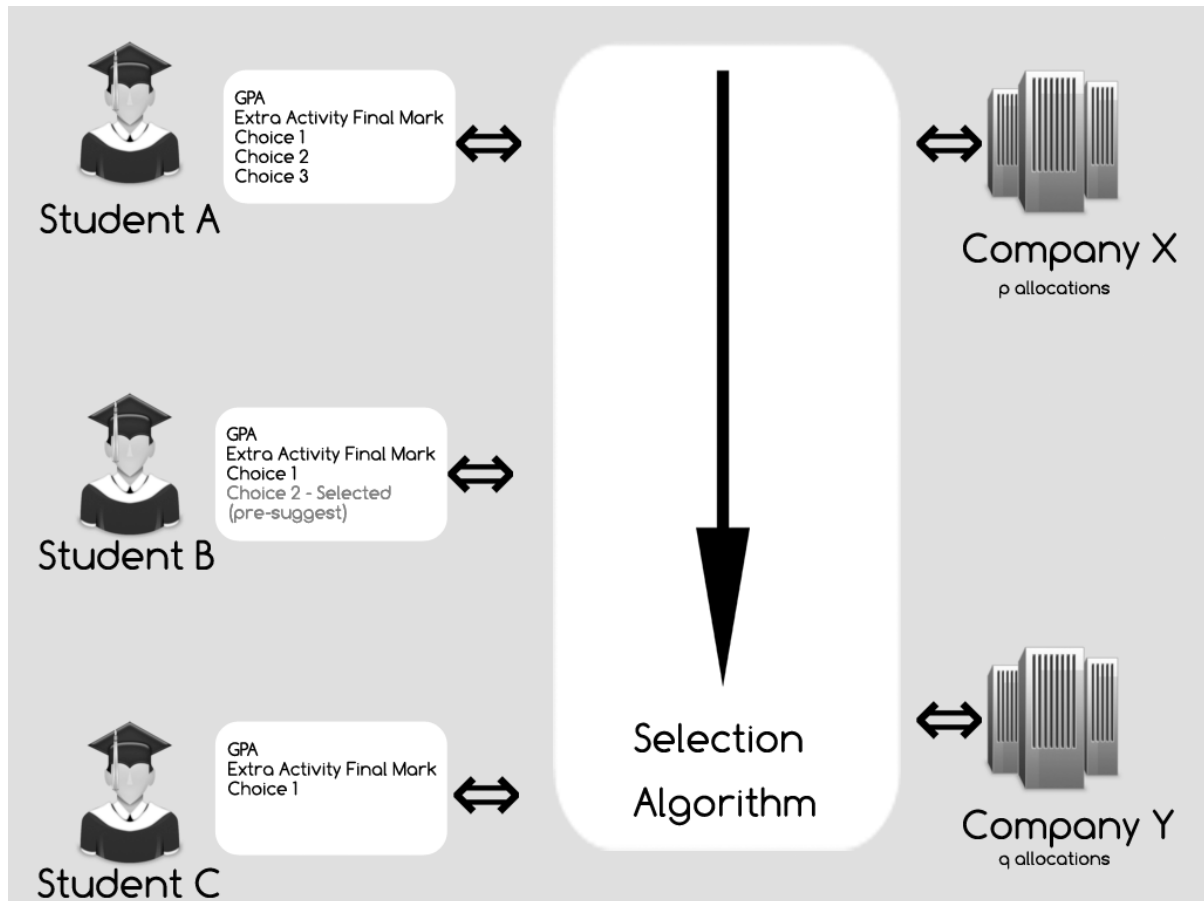 GPA
Extra Activity Final Mark
Choice 1
Choice 2
Choice 3
Student A
Company X
p allocations
GPA
Extra Activity Final Mark
Choice 1
Choice 2 - Selected
(pre-suggest)
Student B
GPA
Extra Activity Final Mark
Choice 1
Student C
Selection
Algorithm
Company Y
q allocations